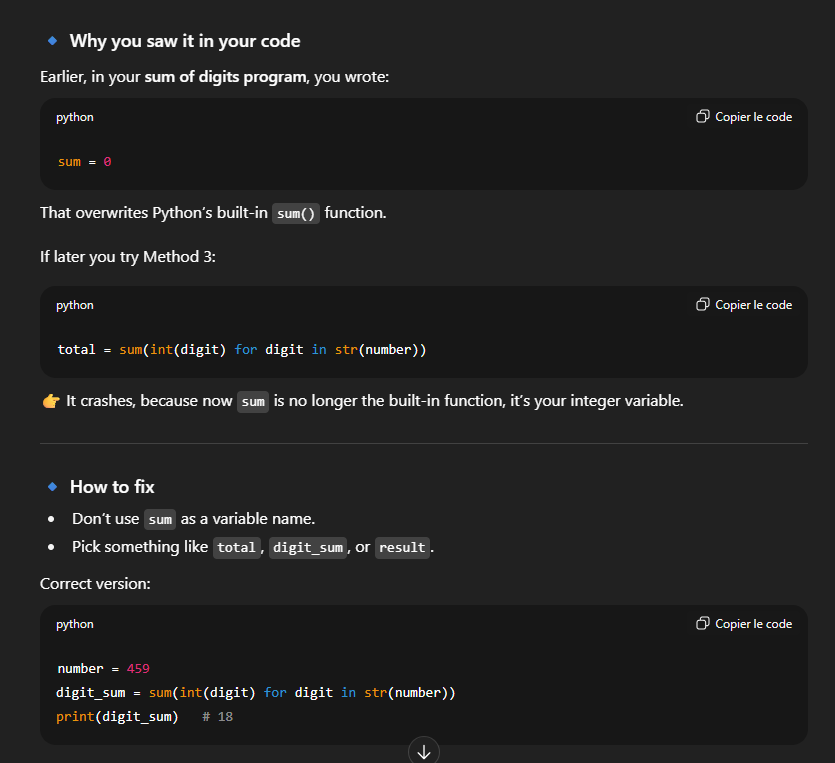 Why you saw it in your code
Earlier, in your sum of digits program, you wrote:
python
Copier le code
sum = 0
That overwrites Python’s built-in sum() function.
If later you try Method 3:
python
Copier le code
total = sum(int(digit) for digit in str(number))
👉 It crashes, because now sum is no longer the built-in function, it’s your integer variable.
How to fix
• Don’t use sum as a variable name.
• Pick something like total, digit_sum, or result.
Correct version:
python
Copier le code
number = 459
digit_sum = sum(int(digit) for digit in str(number))
print(digit_sum)   # 18